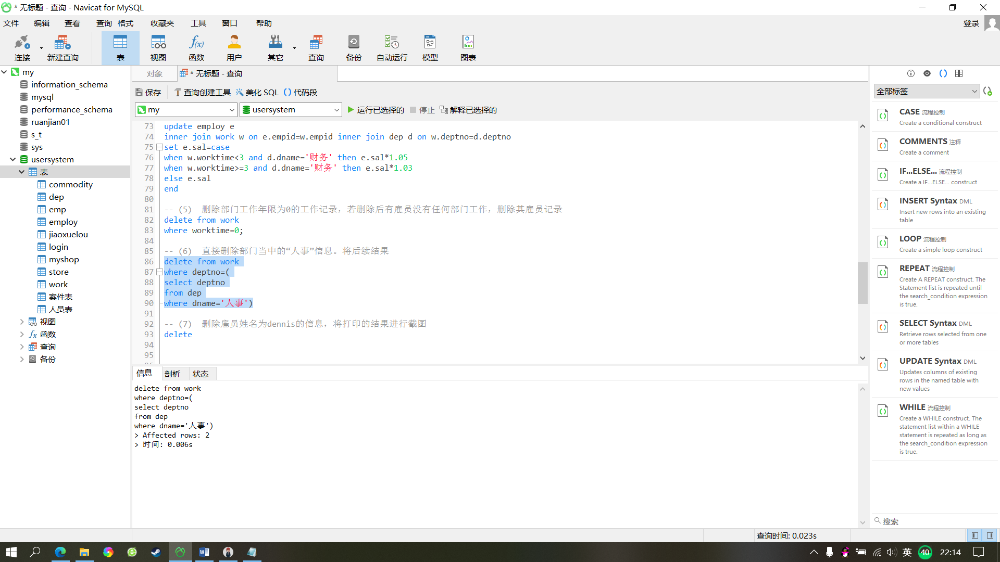 * 无标题 - 查询 - Navicat for MySQL
文件 编辑 查看 查询 格式 收藏夹 工具 窗口 帮助
登录
连接 新建查询 表 视图 函数 用户 其它 查询 备份 自动运行 模型 图表
my
information_schema
mysql
performance_schema
ruanjian01
s_t
sys
usersystem
表
commodity
dep
emp
employ
jiaoxuelou
login
myshop
store
work
案件表
人员表
视图
函数
查询
备份
对象 * 无标题 - 查询
保存 查询创建工具 美化 SQL 代码段
my usersystem 运行已选择的 停止 解释已选择的
73 update employ e
74 inner join work w on e.empid=w.empid inner join dep d on w.deptno=d.deptno
75 set e.sal=case
76 when w.worktime<3 and d.dname='财务' then e.sal*1.05
77 when w.worktime>=3 and d.dname='财务' then e.sal*1.03
78 else e.sal
79 end
80
81 -- (5) 删除部门工作年限为0的工作记录，若删除后有雇员没有任何部门工作，删除其雇员记录
82 delete from work
83 where worktime=0;
84
85 -- (6) 直接删除部门当中的“人事”信息。将后续结果
86 delete from work
87 where deptno=(
88 select deptno
89 from dep
90 where dname='人事')
91
92 -- (7) 删除雇员姓名为dennis的信息，将打印的结果进行截图
93 delete
94
95
信息 剖析 状态
delete from work
where deptno=(
select deptno
from dep
where dname='人事')
> Affected rows: 2
> 时间: 0.006s
全部标签
CASE 流程控制
Create a conditional construct
COMMENTS 注释
Create a comment
IF...ELSE... 流程控制
Create a IF...ELSE... construct
INSERT Syntax DML
Insert new rows into an existing
table
LOOP 流程控制
Create a simple loop construct
REPEAT 流程控制
Create A REPEAT construct. The
Statement list is repeated until
the search_condition expression
is true.
SELECT Syntax DML
Retrieve rows selected from one
or more tables
UPDATE Syntax DML
Updates columns of existing
rows in the named table with
new values
WHILE 流程控制
Create a WHILE construct. The
statement list within a WHILE
statement is repeated as long as
the search_condition expression
is true.
搜索
查询时间: 0.023s
英 40 22:14